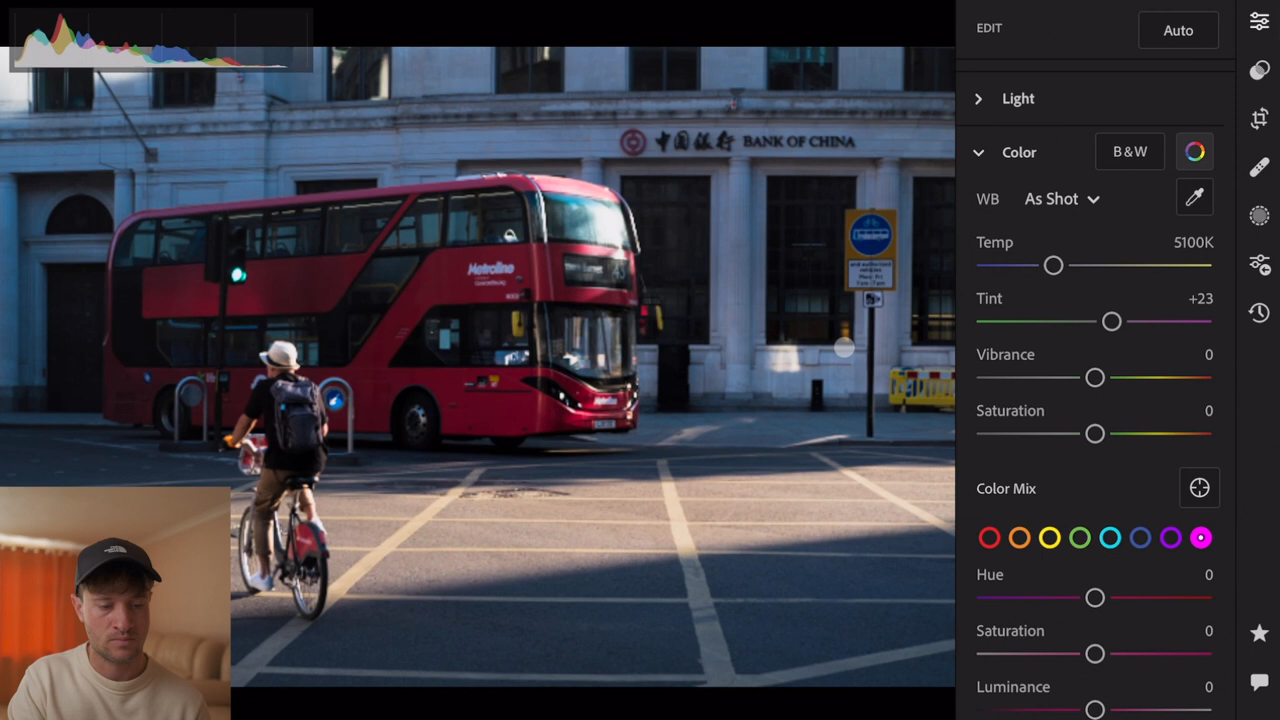 EDIT
Auto
Light
Color
B&W
WB
As Shot
Temp
5100K
Tint
+23
Vibrance
0
Saturation
0
Color Mix
Hue
0
Saturation
0
Luminance
0
中国银行 BANK OF CHINA
Metroline